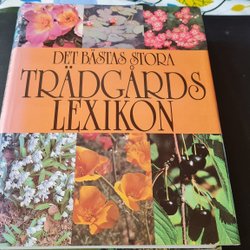 DET BÄSTAS STORA
TRÄDGÅRDS
LEXIKON